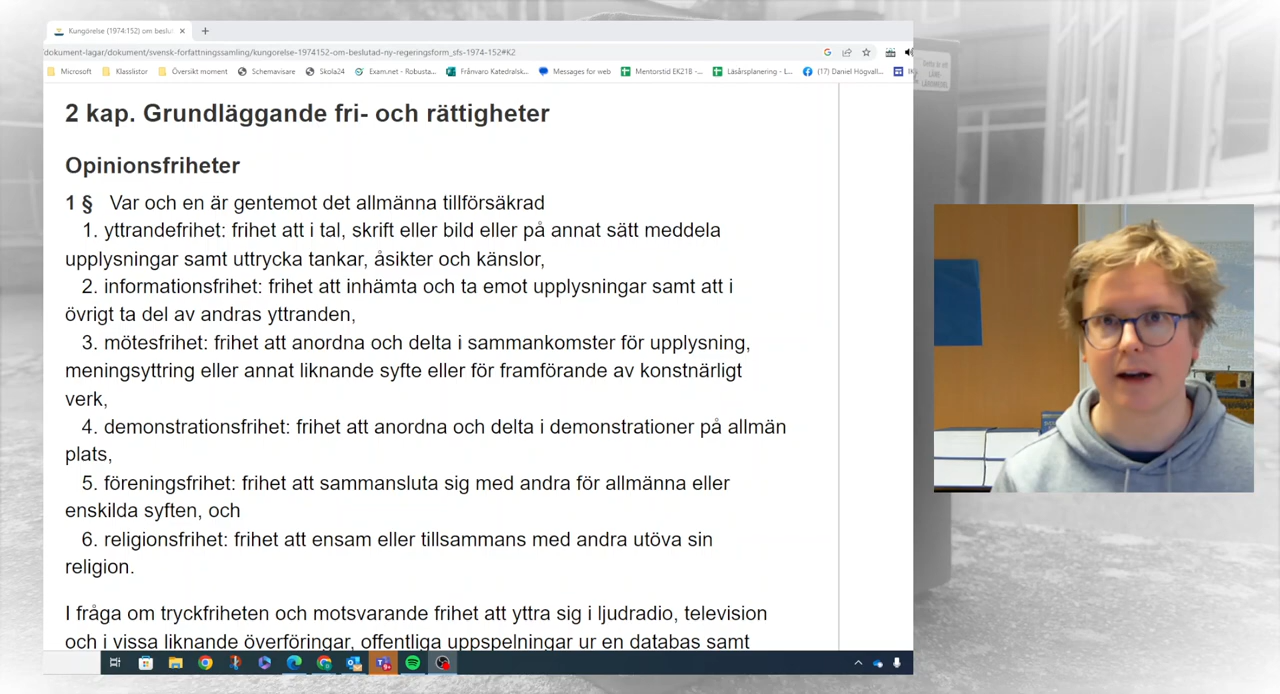 Kungörelse (1974:152) om beslut
dokument-lagar/dokument/svensk-forfattningssamling/kungorelse-1974152-om-beslutad-ny-regeringsform_sfs-1974-152#K2
Microsoft Klasslistor Översikt moment Schemavisare Skola24 Exam.net - Robusta... Frånvaro Katedralsk... Messages for web Mentorstid EK21B -... Läsårsplanering - L... (17) Daniel Högvall...
2 kap. Grundläggande fri- och rättigheter
Opinionsfriheter
1 § Var och en är gentemot det allmänna tillförsäkrad
1. yttrandefrihet: frihet att i tal, skrift eller bild eller på annat sätt meddela
upplysningar samt uttrycka tankar, åsikter och känslor,
2. informationsfrihet: frihet att inhämta och ta emot upplysningar samt att i
övrigt ta del av andras yttranden,
3. mötesfrihet: frihet att anordna och delta i sammankomster för upplysning,
meningsyttring eller annat liknande syfte eller för framförande av konstnärligt
verk,
4. demonstrationsfrihet: frihet att anordna och delta i demonstrationer på allmän
plats,
5. föreningsfrihet: frihet att sammansluta sig med andra för allmänna eller
enskilda syften, och
6. religionsfrihet: frihet att ensam eller tillsammans med andra utöva sin
religion.
I fråga om tryckfriheten och motsvarande frihet att yttra sig i ljudradio, television
och i vissa liknande överföringar, offentliga uppspelningar ur en databas samt